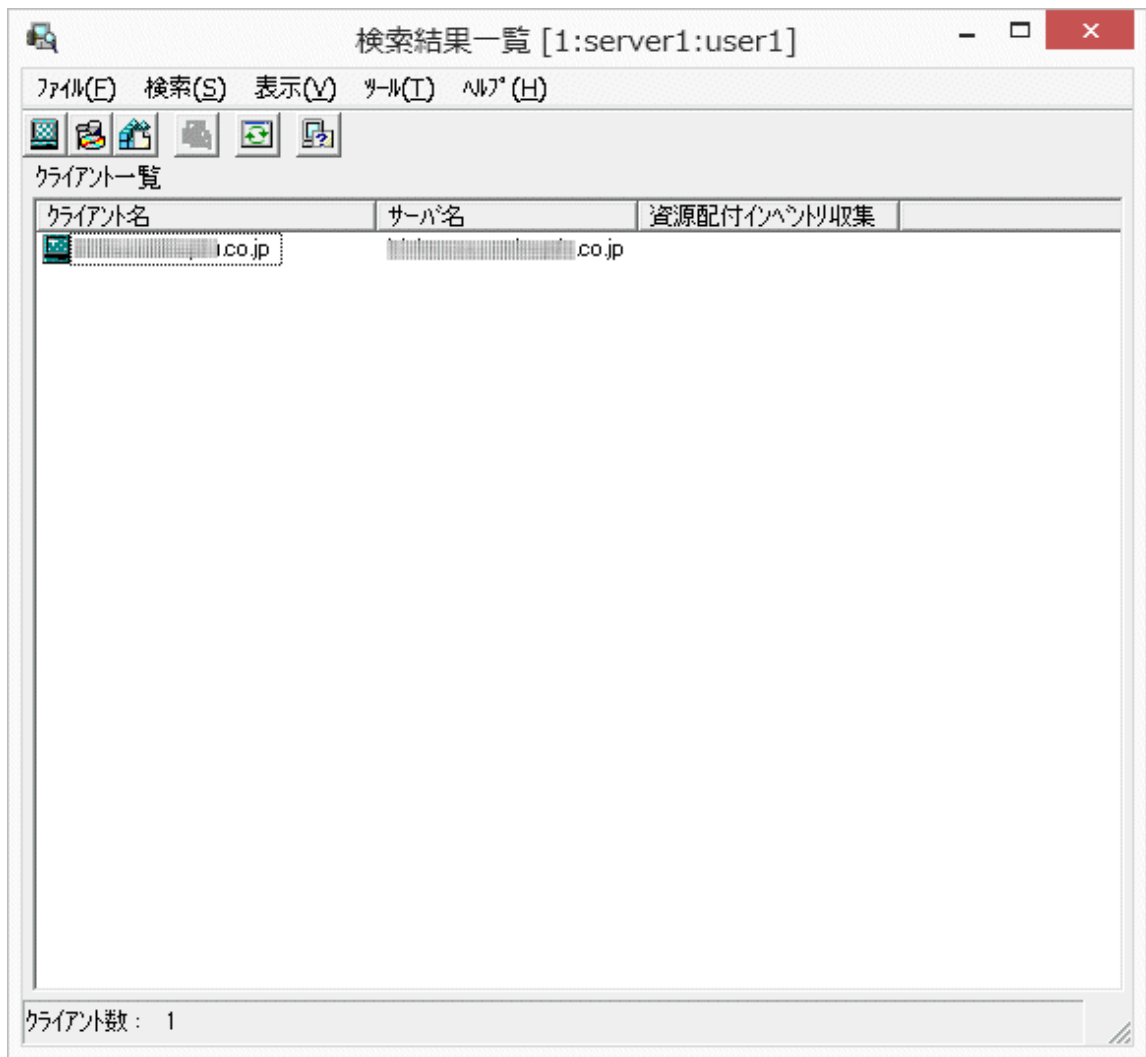 検索結果一覧 [1:server1:user1]
ﾌｧｲﾙ(F) 検索(S) 表示(V) ﾂｰﾙ(T) ﾍﾙﾌﾟ(H)
ｸﾗｲｱﾝﾄ一覧
ｸﾗｲｱﾝﾄ名 ｻｰﾊﾞ名 資源配付ｲﾝﾍﾞﾝﾄﾘ収集
.co.jp .co.jp
ｸﾗｲｱﾝﾄ数： 1